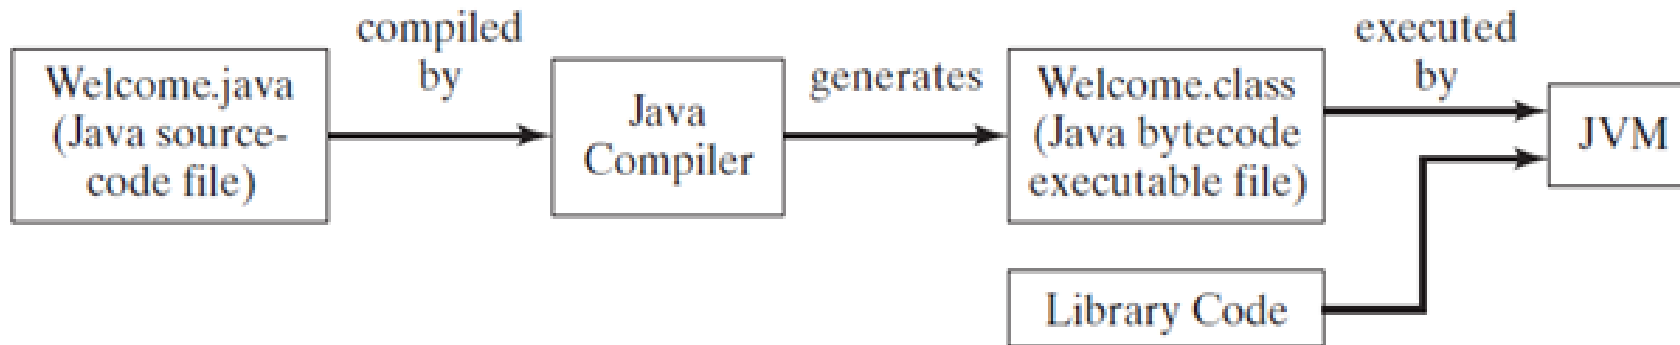 Welcome.java
(Java source-
code file)
compiled
by
Java
Compiler
generates
Welcome.class
(Java bytecode
executable file)
executed
by
JVM
Library Code